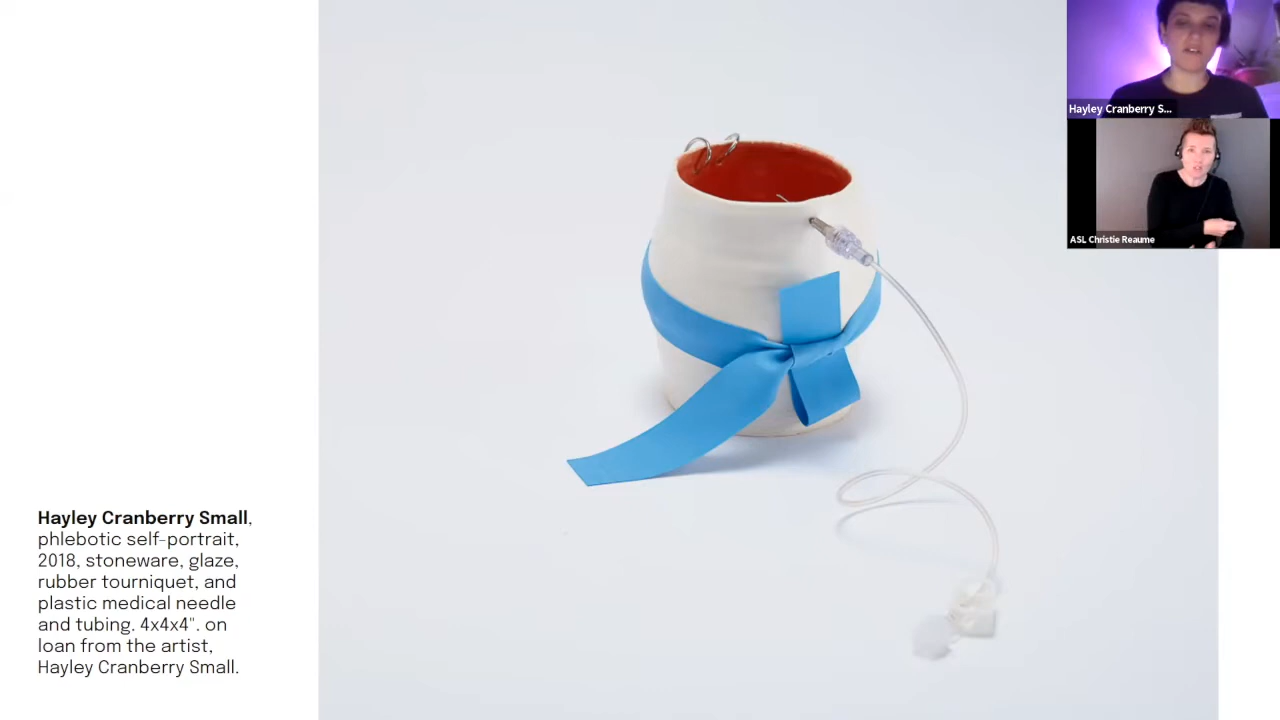 Hayley Cranberry S...
ASL Christie Reaume
Hayley Cranberry Small,
phlebotic self-portrait,
2018, stoneware, glaze,
rubber tourniquet, and
plastic medical needle
and tubing. 4x4x4". on
loan from the artist,
Hayley Cranberry Small.